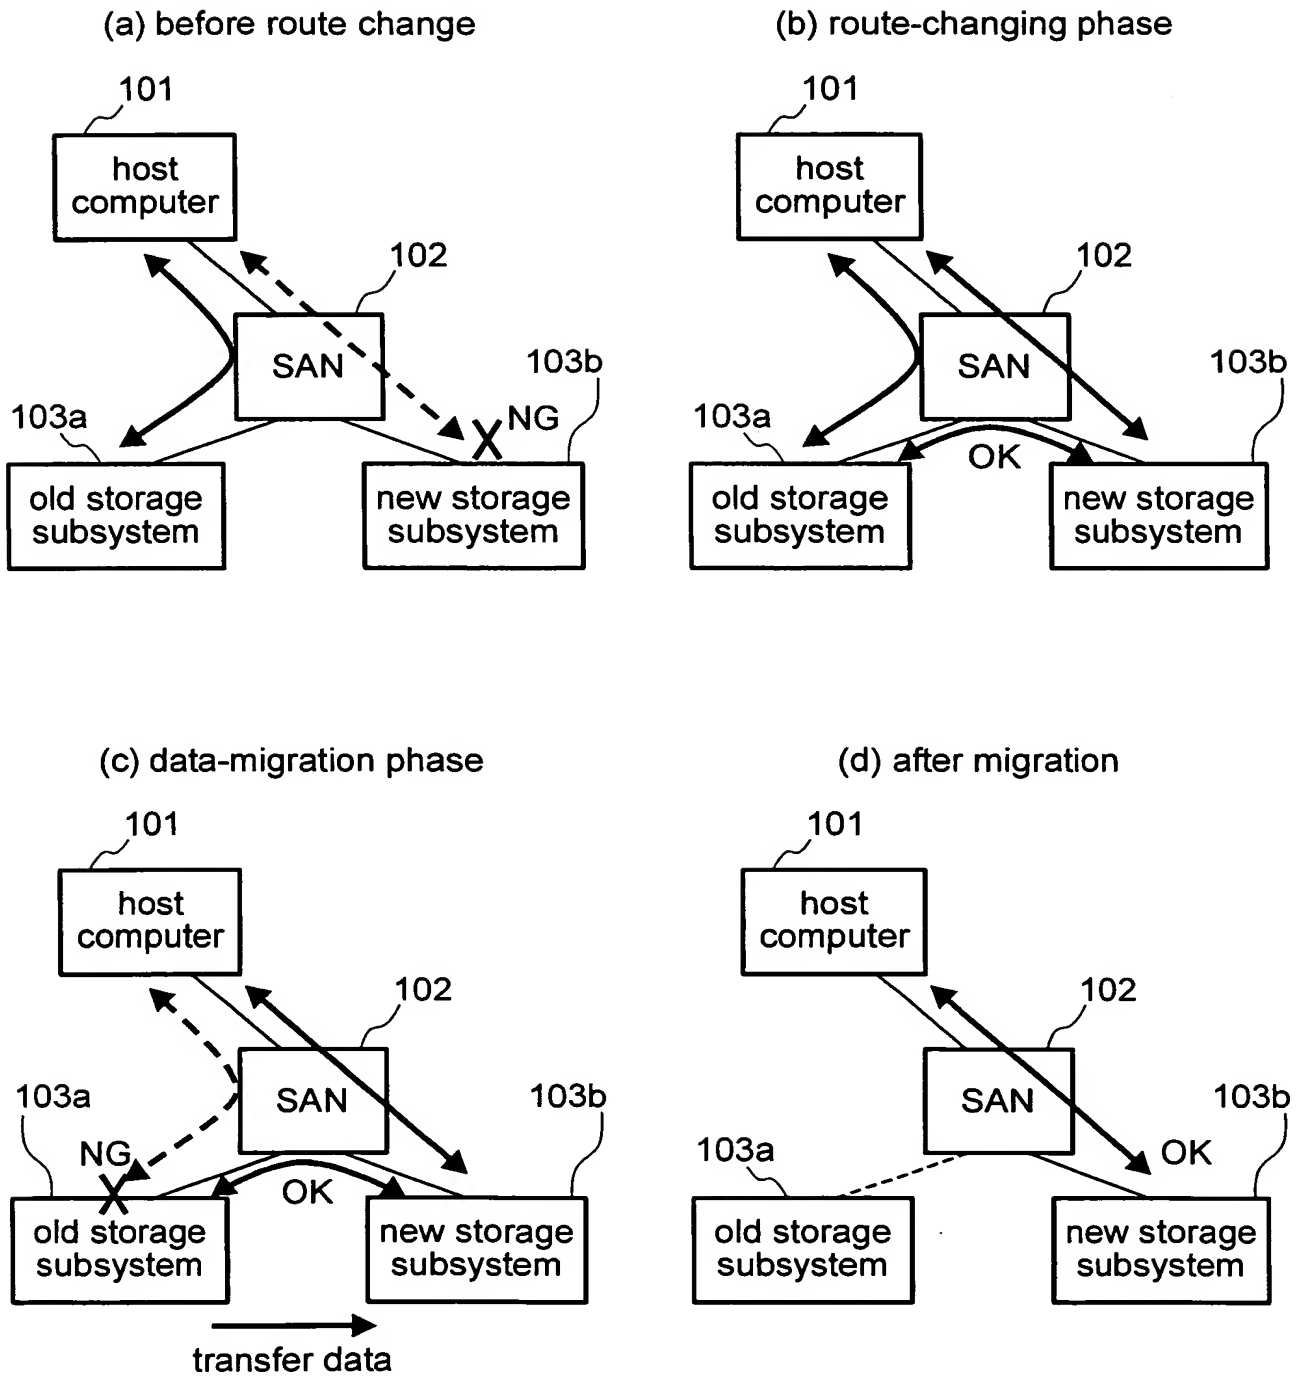 (a) before route change
101
host
computer
102
SAN
103b
103a
NG
old storage
subsystem
new storage
subsystem
(b) route-changing phase
101
host
computer
102
SAN
103b
103a
OK
old storage
subsystem
new storage
subsystem
(c) data-migration phase
101
host
computer
102
SAN
103a
103b
NG
OK
old storage
subsystem
new storage
subsystem
transfer data
(d) after migration
101
host
computer
102
SAN
103b
103a
OK
old storage
subsystem
new storage
subsystem